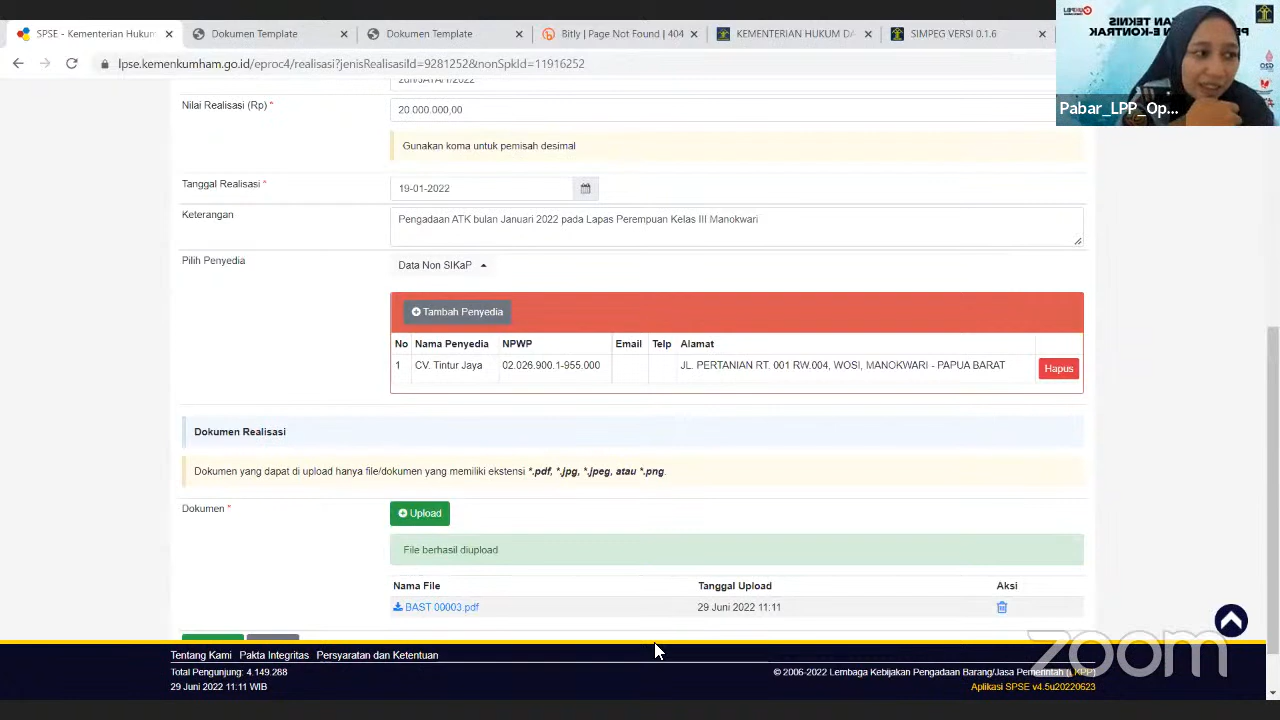 SPSE - Kementerian Hukum
Dokumen Template
Dokumen Template
Bitly | Page Not Found | 404
KEMENTERIAN HUKUM DA
SIMPEG VERSI 0.1.6
lpse.kemenkumham.go.id/eproc4/realisasi?jenisRealisasiId=9281252&nonSpkId=11916252
AN TEKNIS
N E-KONTRAK
Pabar_LPP_Op...
Nilai Realisasi (Rp) *
20 000 000,00
Gunakan koma untuk pemisah desimal
Tanggal Realisasi *
19-01-2022
Keterangan
Pengadaan ATK bulan Januari 2022 pada Lapas Perempuan Kelas III Manokwari
Pilih Penyedia
Data Non SIKaP
Tambah Penyedia
No Nama Penyedia NPWP Email Telp Alamat
1 CV. Tintur Jaya 02.026.900.1-955.000 JL. PERTANIAN RT. 001 RW.004, WOSI, MANOKWARI - PAPUA BARAT Hapus
Dokumen Realisasi
Dokumen yang dapat di upload hanya file/dokumen yang memiliki ekstensi *.pdf, *.jpg, *.jpeg, atau *.png.
Dokumen *
Upload
File berhasil diupload
Nama File Tanggal Upload Aksi
BAST 00003.pdf 29 Juni 2022 11:11
zoom
Tentang Kami Pakta Integritas Persyaratan dan Ketentuan
Total Pengunjung: 4.149.288
© 2006-2022 Lembaga Kebijakan Pengadaan Barang/Jasa Pemerintah (LKPP)
29 Juni 2022 11:11 WIB
Aplikasi SPSE v4.5u20220623